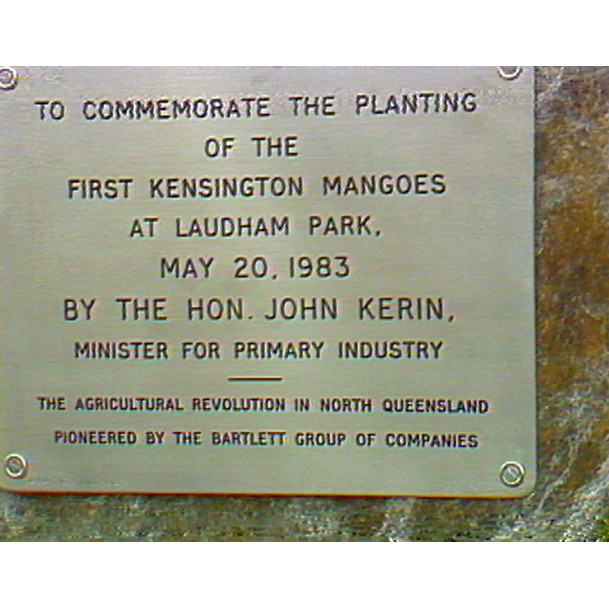 TO COMMEMORATE THE PLANTING
OF THE
FIRST KENSINGTON MANGOES
AT LAUDHAM PARK,
MAY 20, 1983
BY THE HON. JOHN KERIN,
MINISTER FOR PRIMARY INDUSTRY
THE AGRICULTURAL REVOLUTION IN NORTH QUEENSLAND
PIONEERED BY THE BARTLETT GROUP OF COMPANIES